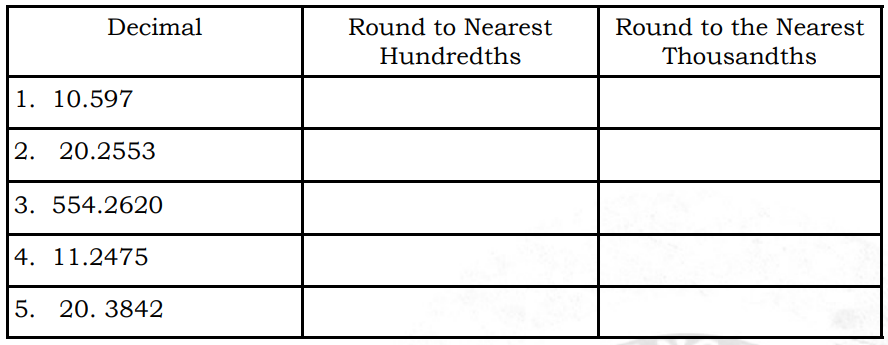 Decimal
Round to Nearest
Hundredths
Round to the Nearest
Thousandths
1. 10.597
2. 20.2553
3. 554.2620
4. 11.2475
5. 20. 3842